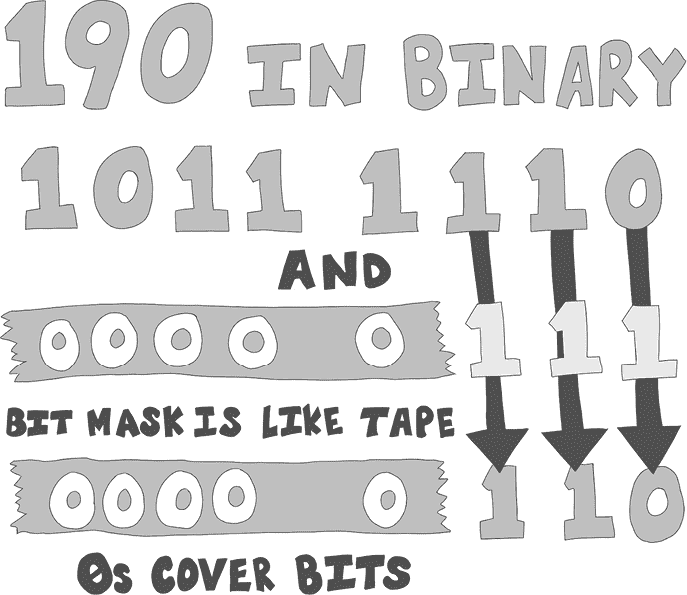 190 IN BINARY
1011 1110
AND
0000 0 111
BIT MASK IS LIKE TAPE
0000 0 110
0s COVER BITS